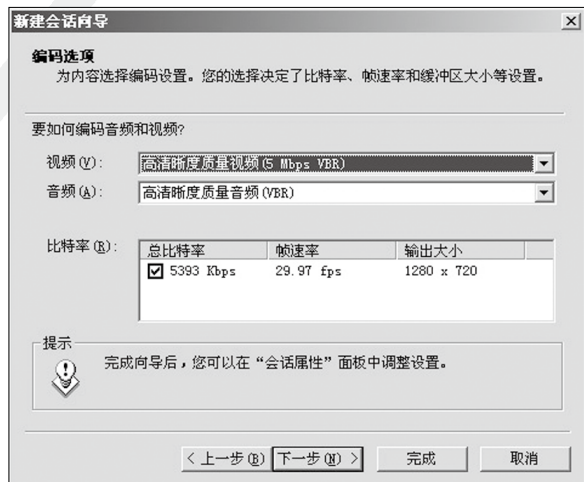 新建会话向导
编码选项
为内容选择编码设置。您的选择决定了比特率、帧速率和缓冲区大小等设置。
要如何编码音频和视频?
视频(V): 高清晰度质量视频(5 Mbps VBR)
音频(A): 高清晰度质量音频(VBR)
比特率(R): 总比特率 帧速率 输出大小
5393 Kbps 29.97 fps 1280 x 720
提示
完成向导后，您可以在“会话属性”面板中调整设置。
< 上一步(B) 下一步(N) > 完成 取消